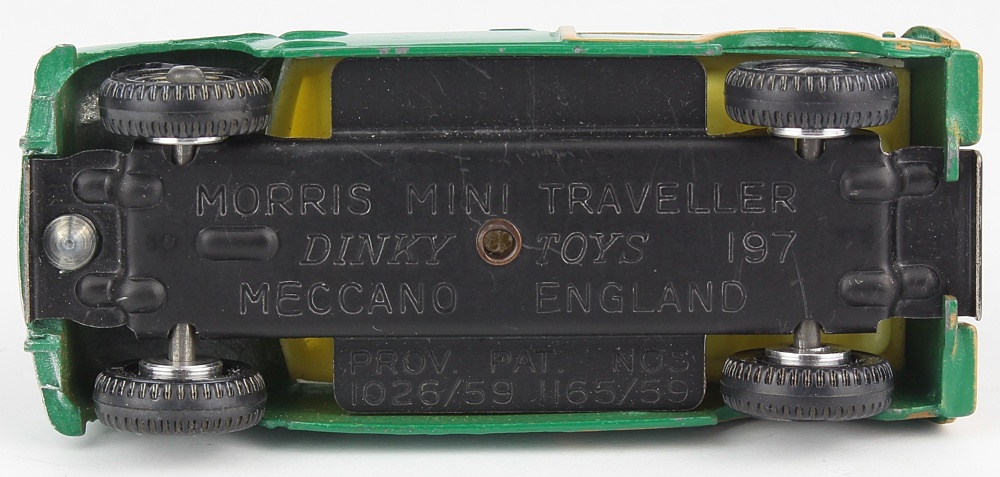 MORRIS MINI TRAVELLER
DINKY TOYS 197
MECCANO ENGLAND
PROV. PAT. NOS
1026/59 1165/59